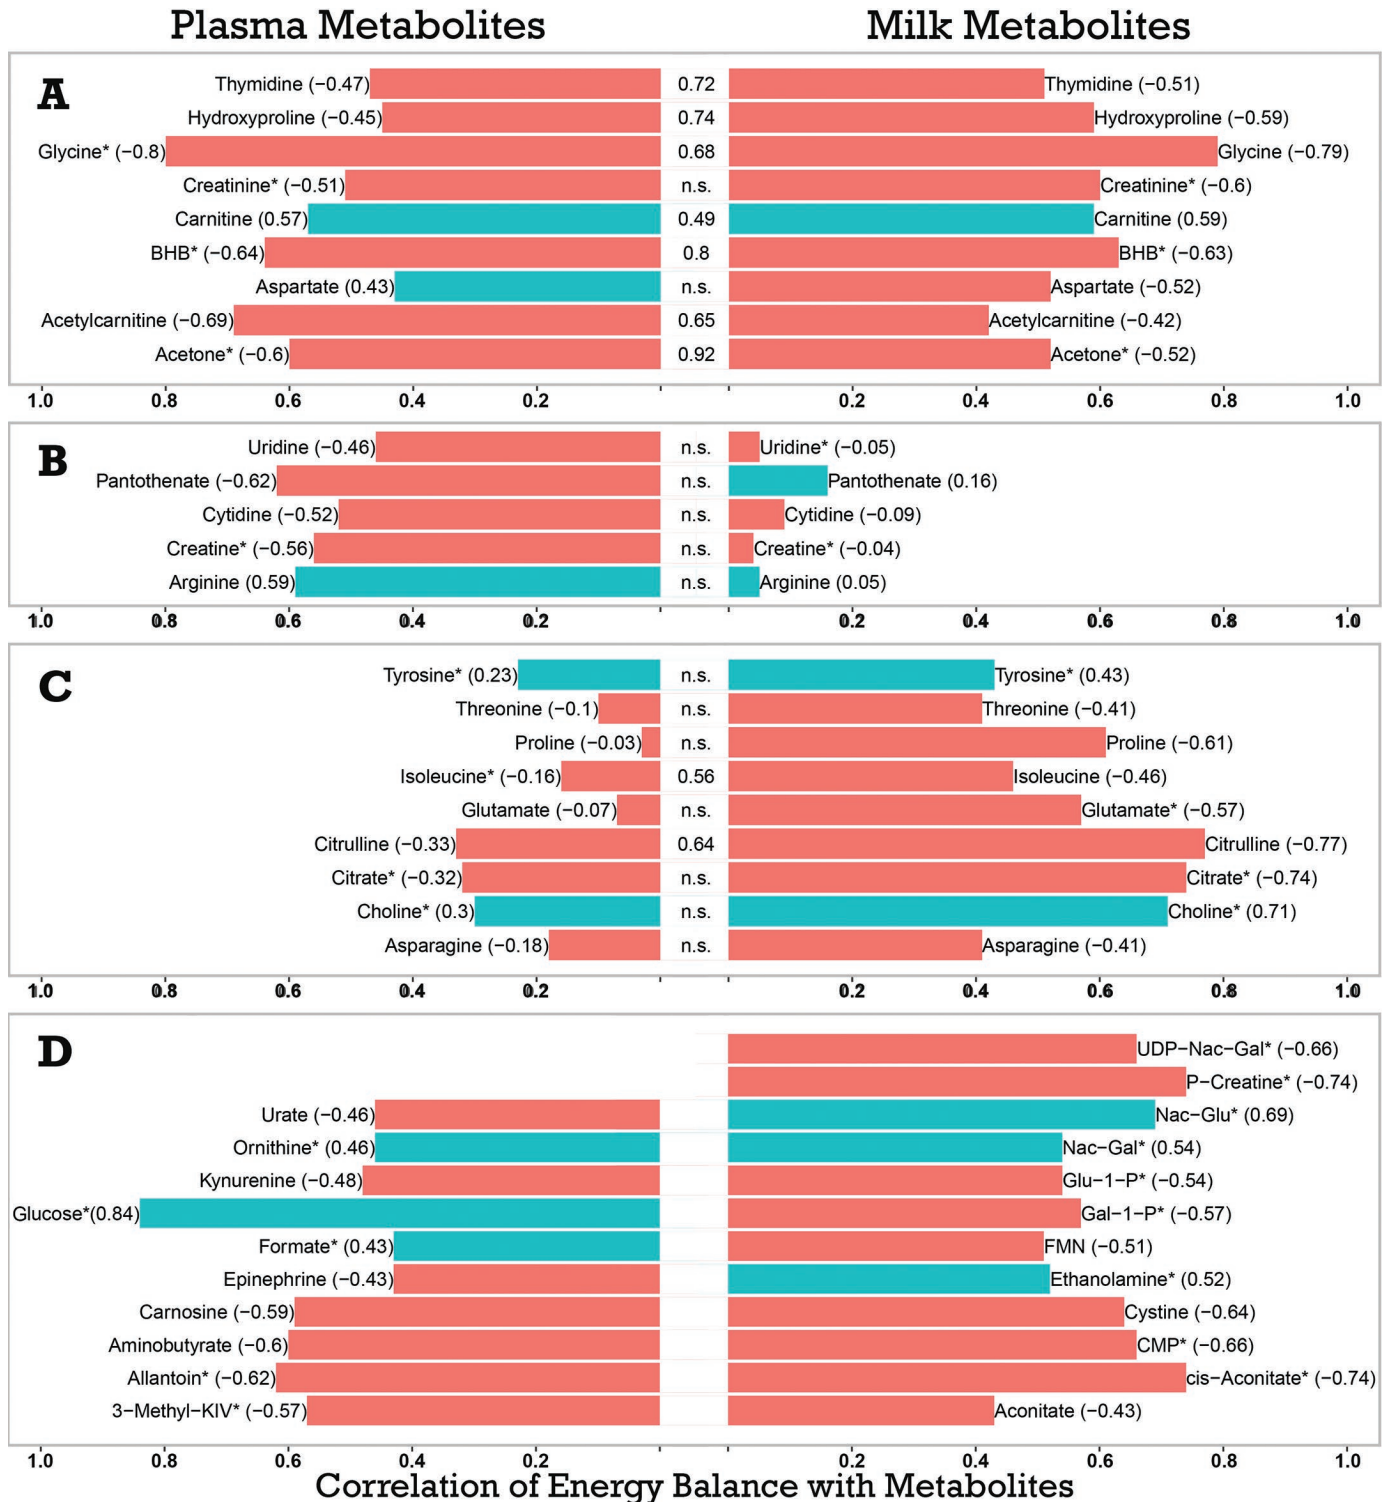 Plasma Metabolites Milk Metabolites
A
Thymidine (−0.47) 0.72 Thymidine (−0.51)
Hydroxyproline (−0.45) 0.74 Hydroxyproline (−0.59)
Glycine* (−0.8) 0.68 Glycine (−0.79)
Creatinine* (−0.51) n.s. Creatinine* (−0.6)
Carnitine (0.57) 0.49 Carnitine (0.59)
BHB* (−0.64) 0.8 BHB* (−0.63)
Aspartate (0.43) n.s. Aspartate (−0.52)
Acetylcarnitine (−0.69) 0.65 Acetylcarnitine (−0.42)
Acetone* (−0.6) 0.92 Acetone* (−0.52)
1.0 0.8 0.6 0.4 0.2 0.2 0.4 0.6 0.8 1.0
B
Uridine (−0.46) n.s. Uridine* (−0.05)
Pantothenate (−0.62) n.s. Pantothenate (0.16)
Cytidine (−0.52) n.s. Cytidine (−0.09)
Creatine* (−0.56) n.s. Creatine* (−0.04)
Arginine (0.59) n.s. Arginine (0.05)
1.0 0.8 0.6 0.4 0.2 0.2 0.4 0.6 0.8 1.0
C
Tyrosine* (0.23) n.s. Tyrosine* (0.43)
Threonine (−0.1) n.s. Threonine (−0.41)
Proline (−0.03) n.s. Proline (−0.61)
Isoleucine* (−0.16) 0.56 Isoleucine (−0.46)
Glutamate (−0.07) n.s. Glutamate* (−0.57)
Citrulline (−0.33) 0.64 Citrulline (−0.77)
Citrate* (−0.32) n.s. Citrate* (−0.74)
Choline* (0.3) n.s. Choline* (0.71)
Asparagine (−0.18) n.s. Asparagine (−0.41)
1.0 0.8 0.6 0.4 0.2 0.2 0.4 0.6 0.8 1.0
D
UDP−Nac−Gal* (−0.66)
P−Creatine* (−0.74)
Urate (−0.46) Nac−Glu* (0.69)
Ornithine* (0.46) Nac−Gal* (0.54)
Kynurenine (−0.48) Glu−1−P* (−0.54)
Glucose*(0.84) Gal−1−P* (−0.57)
Formate* (0.43) FMN (−0.51)
Epinephrine (−0.43) Ethanolamine* (0.52)
Carnosine (−0.59) Cystine (−0.64)
Aminobutyrate (−0.6) CMP* (−0.66)
Allantoin* (−0.62) cis−Aconitate* (−0.74)
3−Methyl−KIV* (−0.57) Aconitate (−0.43)
1.0 0.8 0.6 0.4 0.2 0.2 0.4 0.6 0.8 1.0
Correlation of Energy Balance with Metabolites